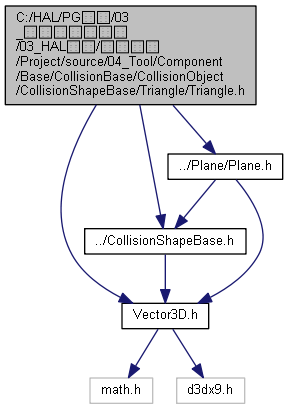 C:/HAL/PG□□/03
_□□□□□□□
/03_HAL□□/□□□□□
/Project/source/04_Tool/Component
/Base/CollisionBase/CollisionObject
/CollisionShapeBase/Triangle/Triangle.h
../Plane/Plane.h
../CollisionShapeBase.h
Vector3D.h
math.h
d3dx9.h